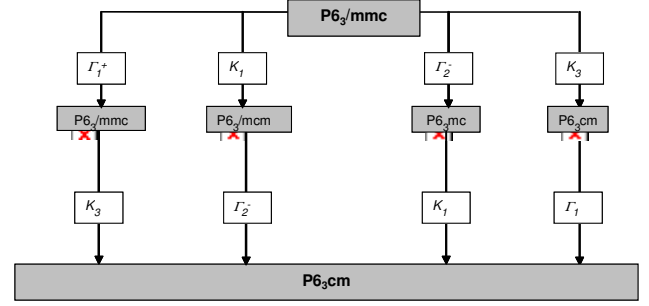 P6₃/mmc
Γ₁⁺ K₁ Γ₂⁻ K₃
P6₃/mmc P6₃/mcm P6₃mc P6₃cm
K₃ Γ₂⁻ K₁ Γ₁
P6₃cm